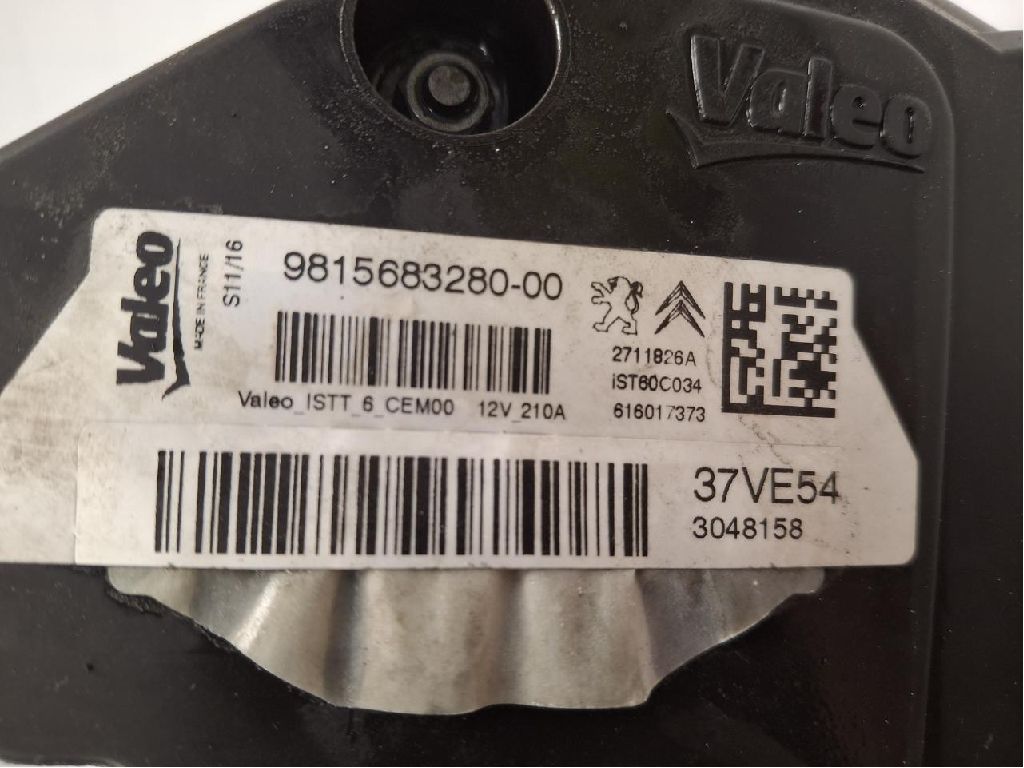 Valeo
Valeo
MADE IN FRANCE
S11/16
9815683280-00
2711826A
iST60C034
616017373
Valeo_ISTT_6_CEM00 12V_210A
37VE54
3048158